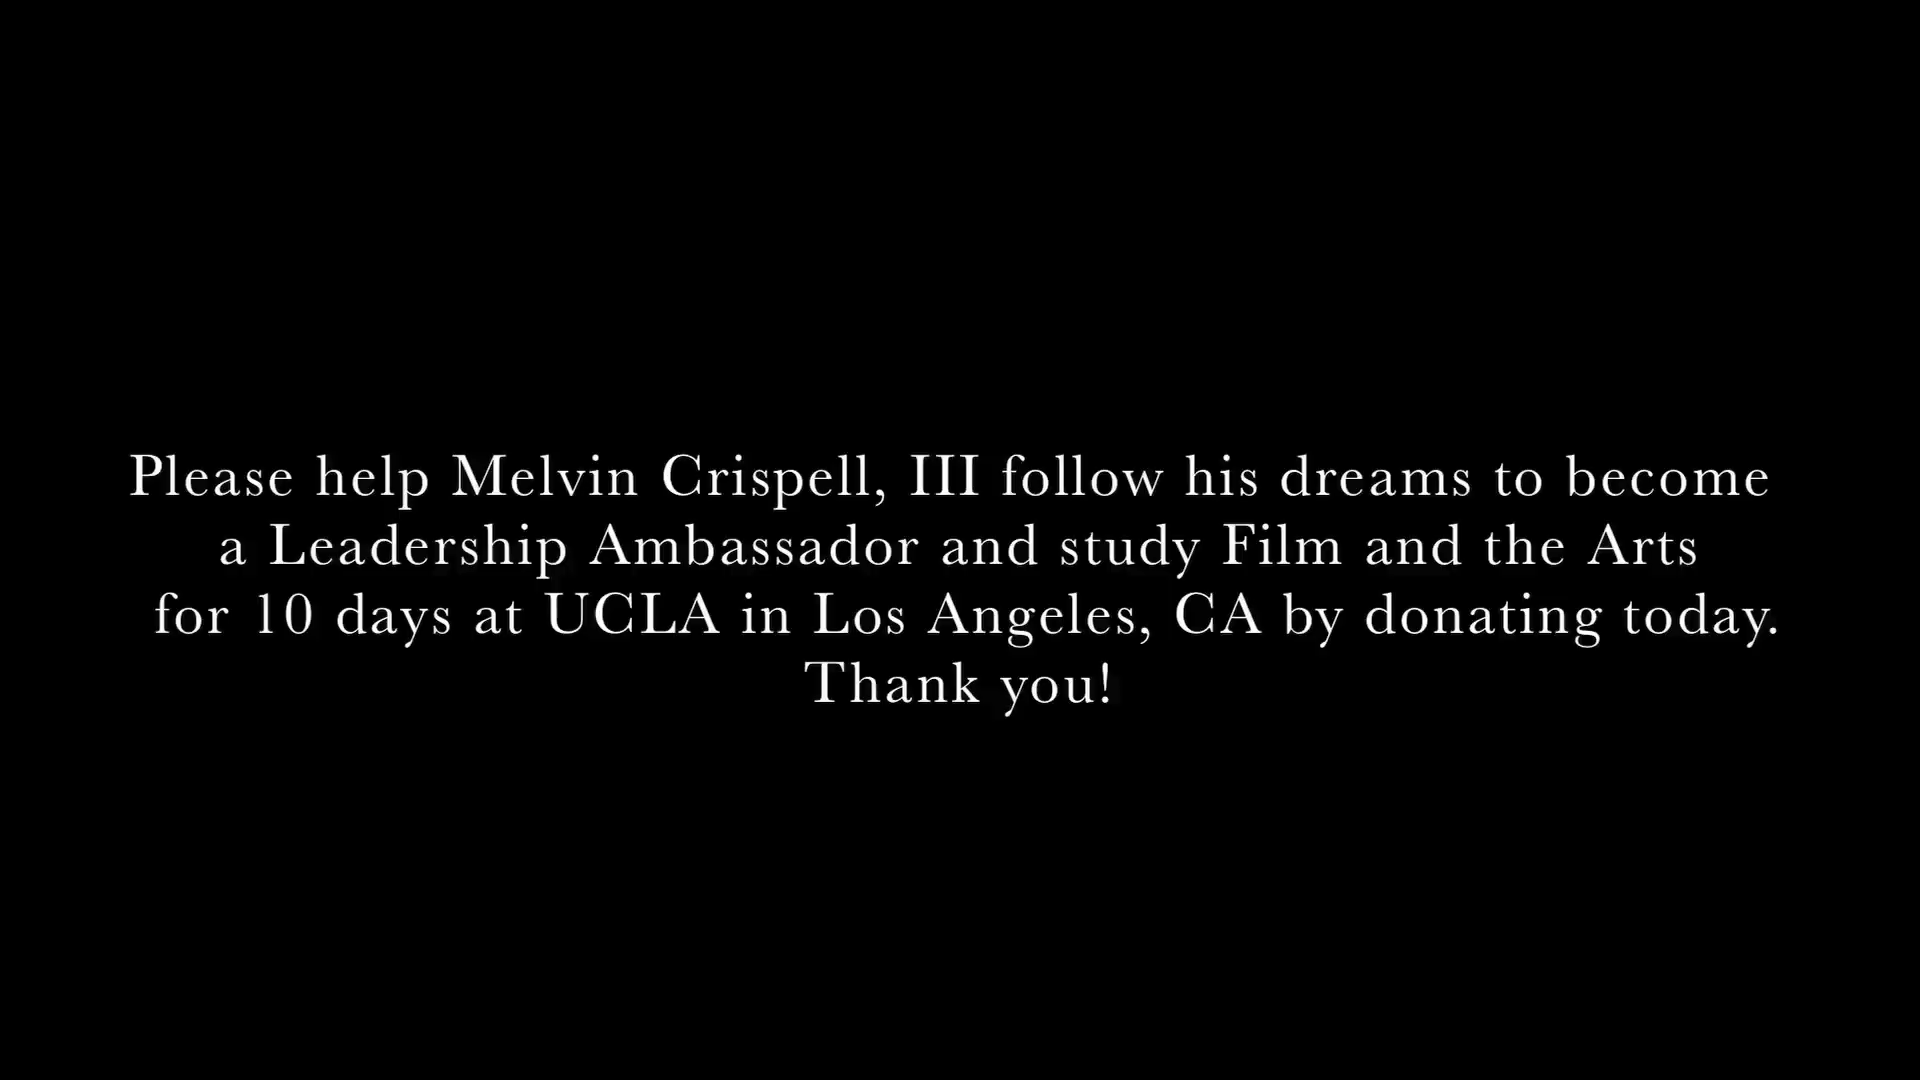 Please help Melvin Crispell, III follow his dreams to become
a Leadership Ambassador and study Film and the Arts
for 10 days at UCLA in Los Angeles, CA by donating today.
Thank you!